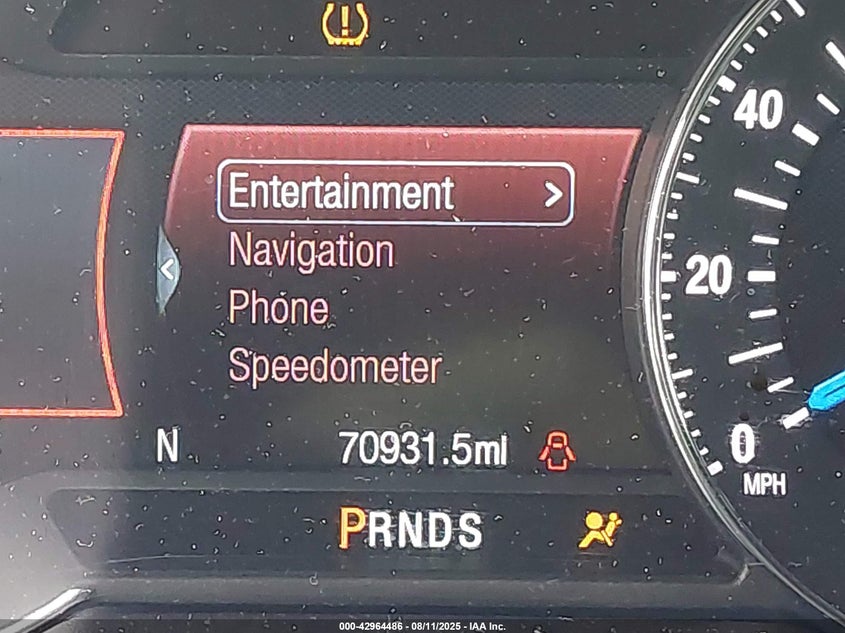 40
Entertainment >
Navigation
<
20
Phone
Speedometer
N 70931.5mi
0
MPH
PRNDS
000-42964486 - 08/11/2025 - IAA Inc.